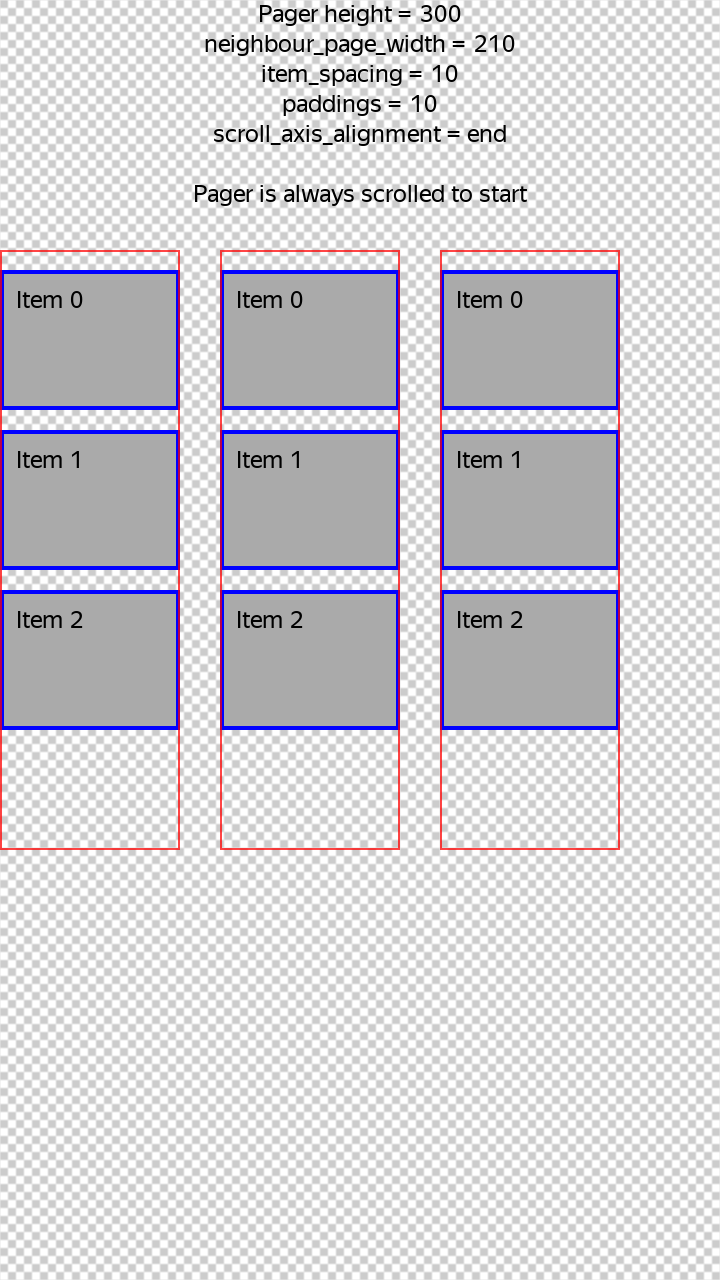 Pager height = 300
neighbour_page_width = 210
item_spacing = 10
paddings = 10
scroll_axis_alignment = end
Pager is always scrolled to start
Item 0
Item 0
Item 0
Item 1
Item 1
Item 1
Item 2
Item 2
Item 2